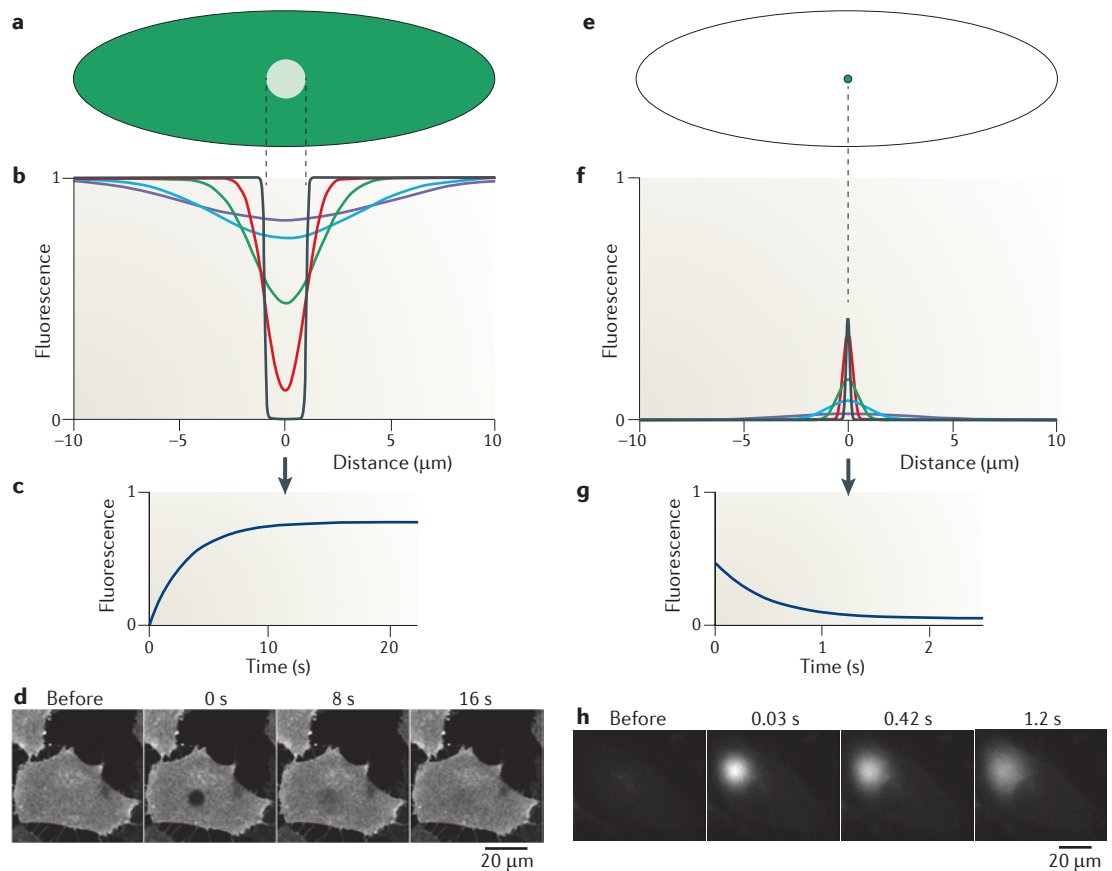 a
b
1
Fluorescence
0
−10
−5
0
5
10
Distance (μm)
c
1
Fluorescence
0
0
10
20
Time (s)
d
Before
0 s
8 s
16 s
20 μm
e
f
1
Fluorescence
0
−10
−5
0
5
10
Distance (μm)
g
1
Fluorescence
0
0
1
2
Time (s)
h
Before
0.03 s
0.42 s
1.2 s
20 μm